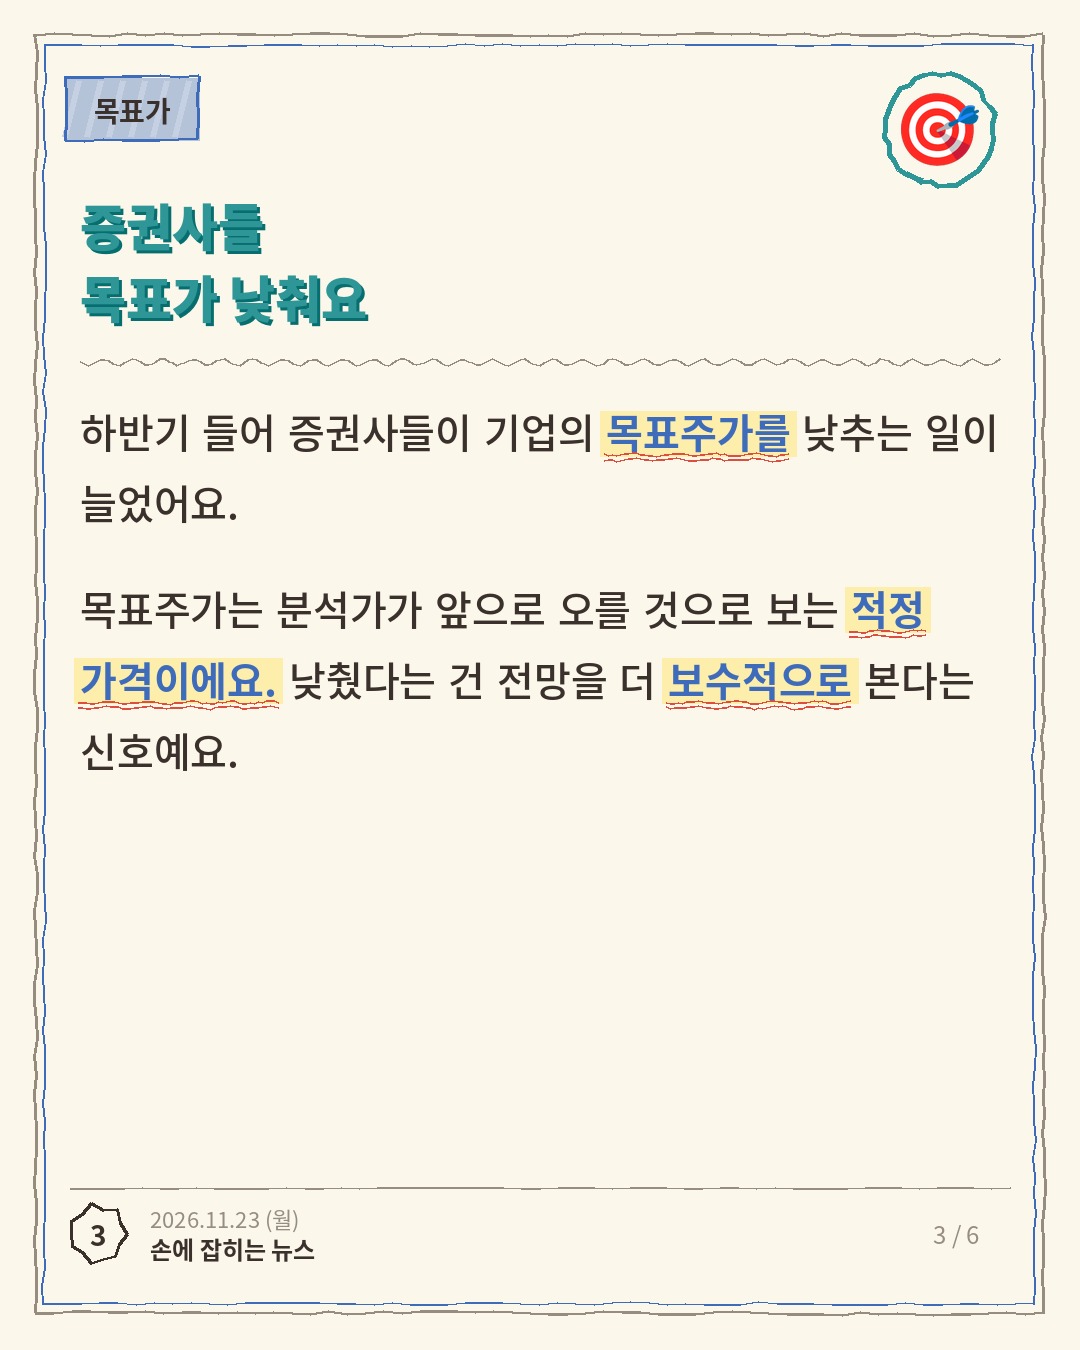 목표가
증권사들
목표가 낮춰요
하반기 들어 증권사들이 기업의 목표주가를 낮추는 일이
늘었어요.
목표주가는 분석가가 앞으로 오를 것으로 보는 적정
가격이에요. 낮췄다는 건 전망을 더 보수적으로 본다는
신호예요.
3
2026.11.23 (월)
손에 잡히는 뉴스
3 / 6